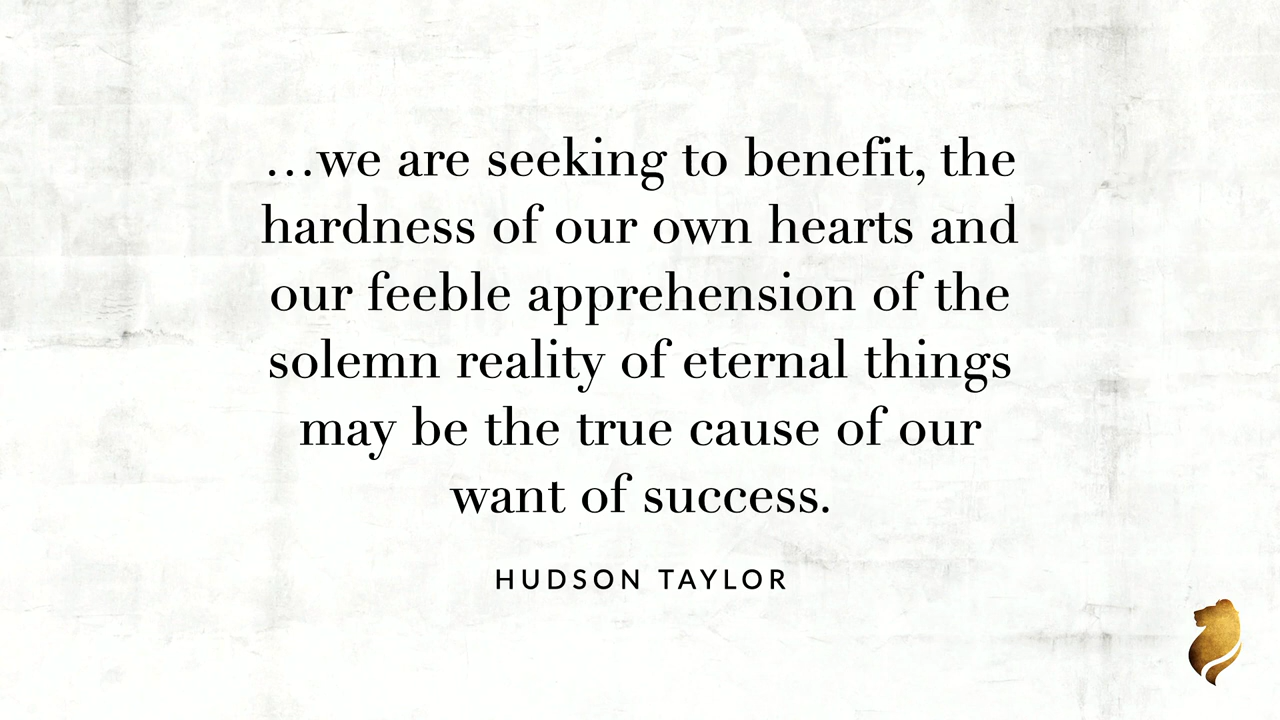 …we are seeking to benefit, the
hardness of our own hearts and
our feeble apprehension of the
solemn reality of eternal things
may be the true cause of our
want of success.
HUDSON TAYLOR